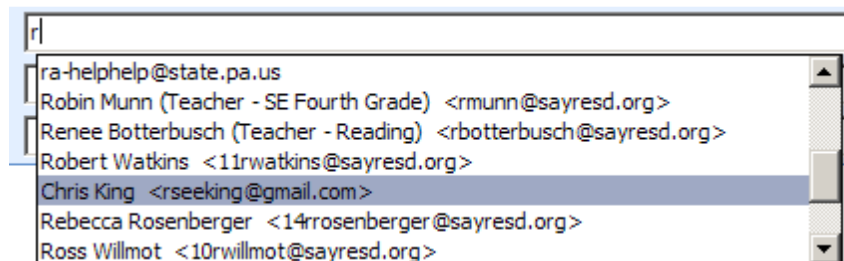 r
ra-helphelp@state.pa.us
Robin Munn (Teacher - SE Fourth Grade) <rmunn@sayresd.org>
Renee Botterbusch (Teacher - Reading) <rbotterbusch@sayresd.org>
Robert Watkins <11rwatkins@sayresd.org>
Chris King <rseeking@gmail.com>
Rebecca Rosenberger <14rrosenberger@sayresd.org>
Ross Willmot <10rwillmot@sayresd.org>